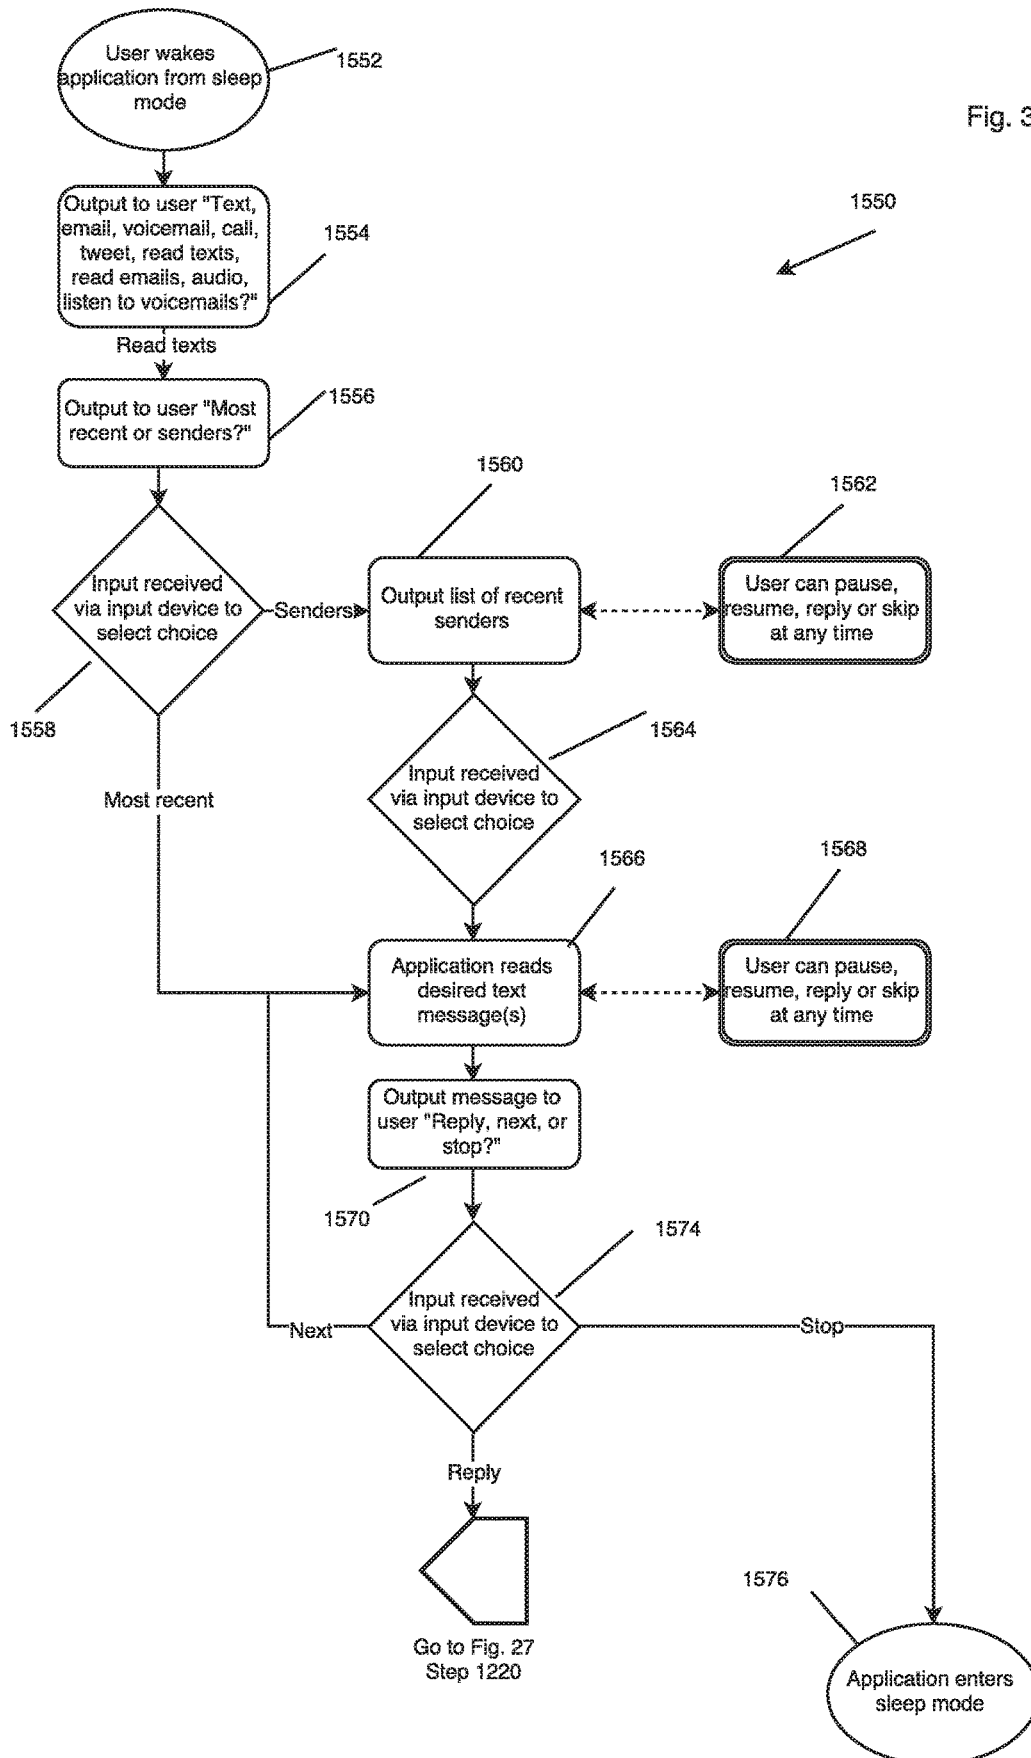 User wakes
application from sleep
mode
1552
Fig. 3
Output to user "Text,
email, voicemail, call,
tweet, read texts,
read emails, audio,
listen to voicemails?"
1554
1550
Read texts
Output to user "Most
recent or senders?"
1556
1560
1562
Input received
via input device to
select choice
1558
Senders
Output list of recent
senders
User can pause,
resume, reply or skip
at any time
1564
Input received
via input device to
select choice
Most recent
1566
1568
Application reads
desired text
message(s)
User can pause,
resume, reply or skip
at any time
Output message to
user "Reply, next, or
stop?"
1570
1574
Input received
via input device to
select choice
Next
Stop
Reply
Go to Fig. 27
Step 1220
1576
Application enters
sleep mode